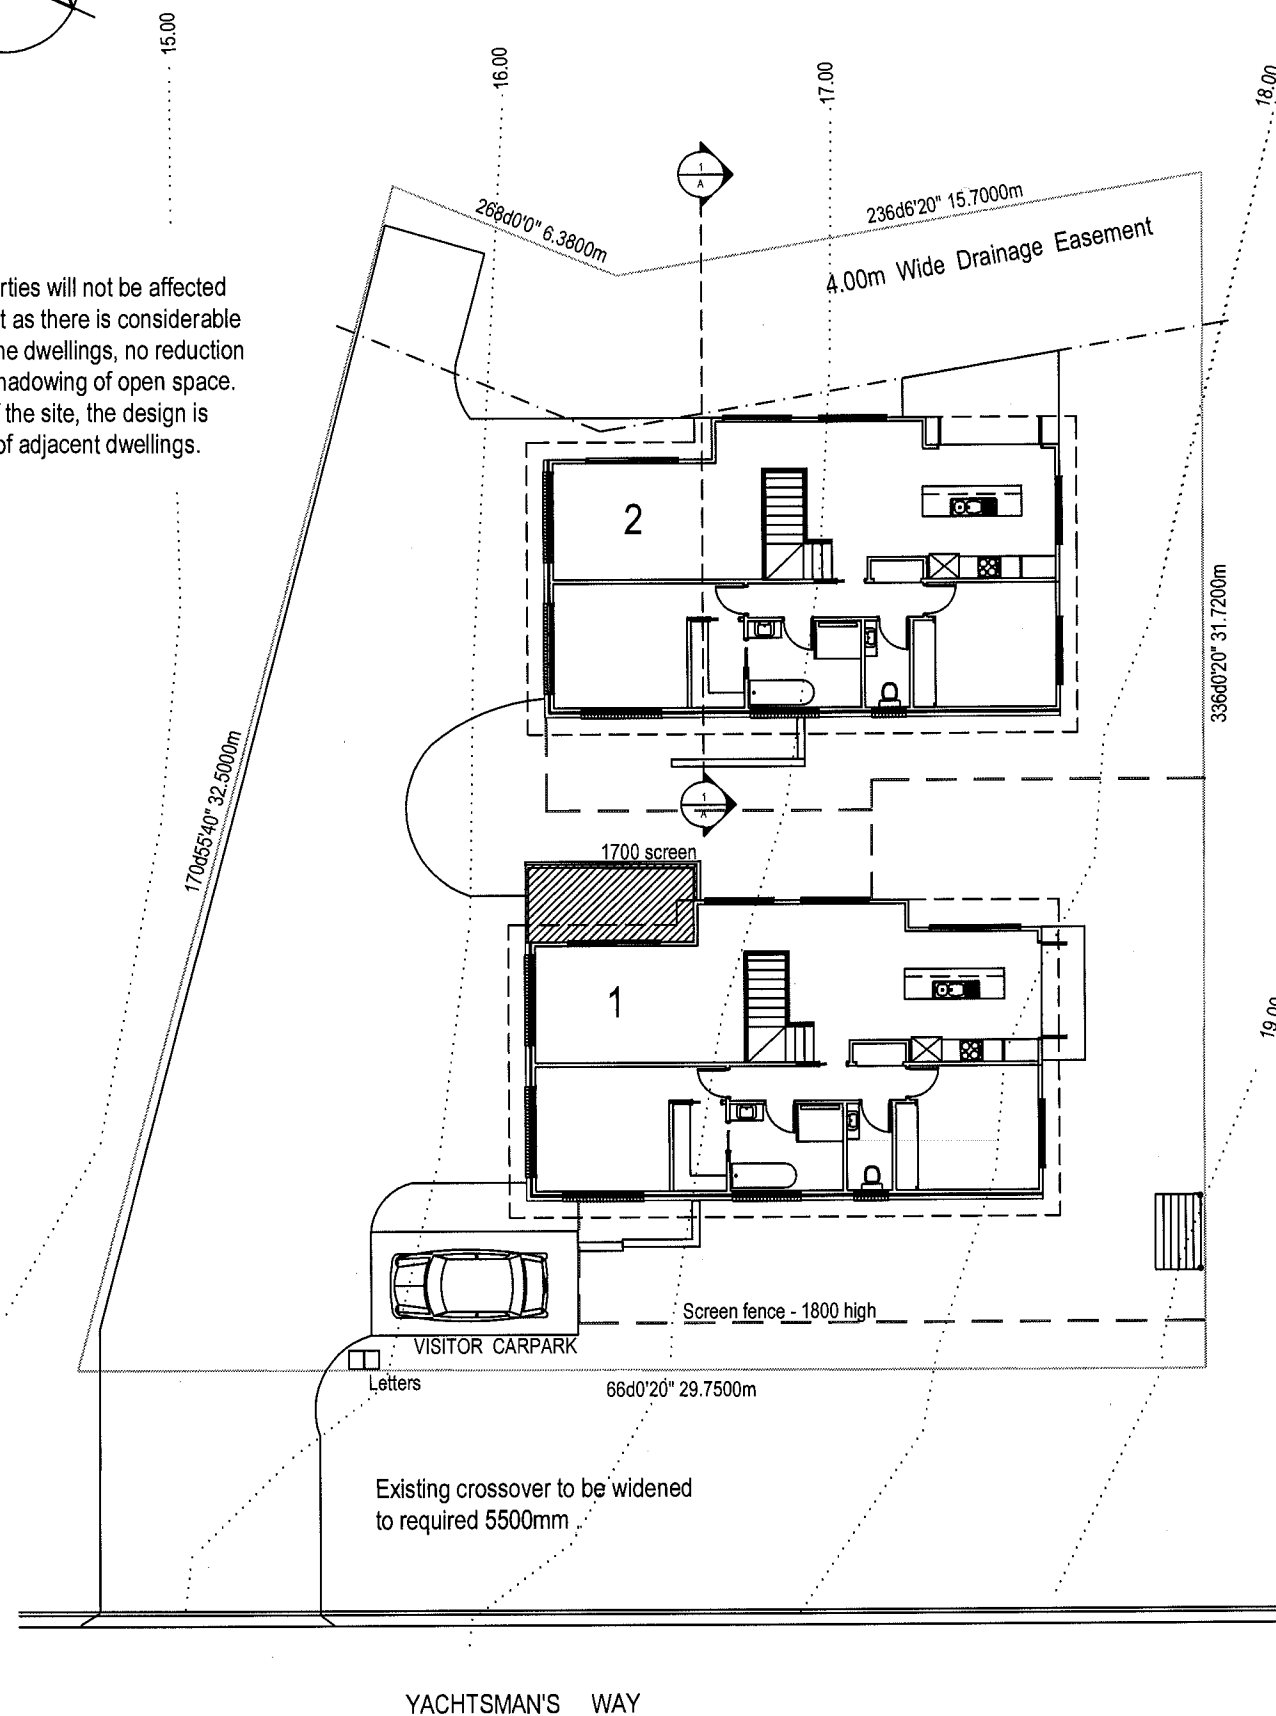 15.00
16.00
17.00
18.00
1
A
268d0'0" 6.3800m
236d6'20" 15.7000m
4.00m Wide Drainage Easement
rties will not be affected
t as there is considerable
ne dwellings, no reduction
hadowing of open space.
the site, the design is
of adjacent dwellings.
2
336d0'20" 31.7200m
170d55'40" 32.5000m
1
A
1700 screen
1
19.00
Screen fence - 1800 high
VISITOR CARPARK
Letters
66d0'20" 29.7500m
Existing crossover to be widened
to required 5500mm
YACHTSMAN'S WAY